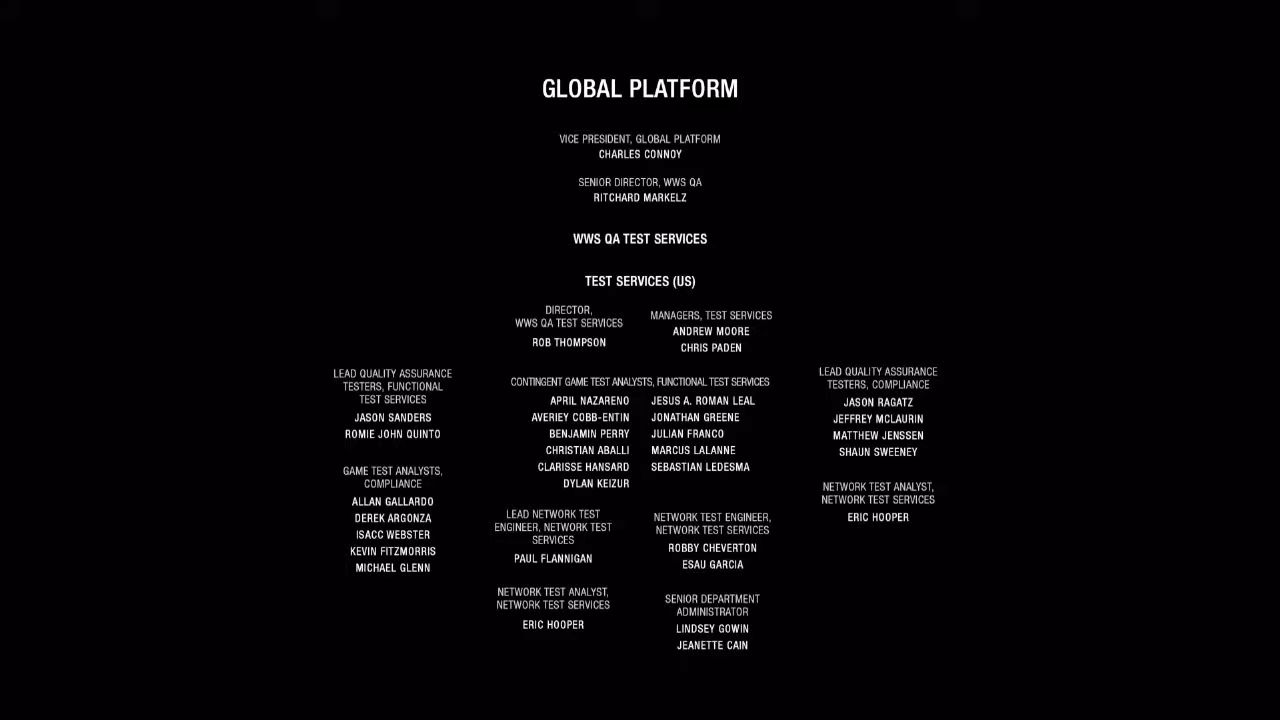 GLOBAL PLATFORM
VICE PRESIDENT, GLOBAL PLATFORM
CHARLES CONNOY
SENIOR DIRECTOR, WWS QA
RITCHARD MARKELZ
WWS QA TEST SERVICES
TEST SERVICES (US)
DIRECTOR,
WWS QA TEST SERVICES
ROB THOMPSON
MANAGERS, TEST SERVICES
ANDREW MOORE
CHRIS PADEN
LEAD QUALITY ASSURANCE
TESTERS, FUNCTIONAL
TEST SERVICES
JASON SANDERS
ROMIE JOHN QUINTO
GAME TEST ANALYSTS,
COMPLIANCE
ALLAN GALLARDO
DEREK ARGONZA
ISACC WEBSTER
KEVIN FITZMORRIS
MICHAEL GLENN
CONTINGENT GAME TEST ANALYSTS, FUNCTIONAL TEST SERVICES
APRIL NAZARENO
AVERIEY COBB-ENTIN
BENJAMIN PERRY
CHRISTIAN ABALLI
CLARISSE HANSARD
DYLAN KEIZUR
JESUS A. ROMAN LEAL
JONATHAN GREENE
JULIAN FRANCO
MARCUS LALANNE
SEBASTIAN LEDESMA
LEAD NETWORK TEST
ENGINEER, NETWORK TEST
SERVICES
PAUL FLANNIGAN
NETWORK TEST ANALYST,
NETWORK TEST SERVICES
ERIC HOOPER
NETWORK TEST ENGINEER,
NETWORK TEST SERVICES
ROBBY CHEVERTON
ESAU GARCIA
SENIOR DEPARTMENT
ADMINISTRATOR
LINDSEY GOWIN
JEANETTE CAIN
LEAD QUALITY ASSURANCE
TESTERS, COMPLIANCE
JASON RAGATZ
JEFFREY MCLAURIN
MATTHEW JENSSEN
SHAUN SWEENEY
NETWORK TEST ANALYST,
NETWORK TEST SERVICES
ERIC HOOPER